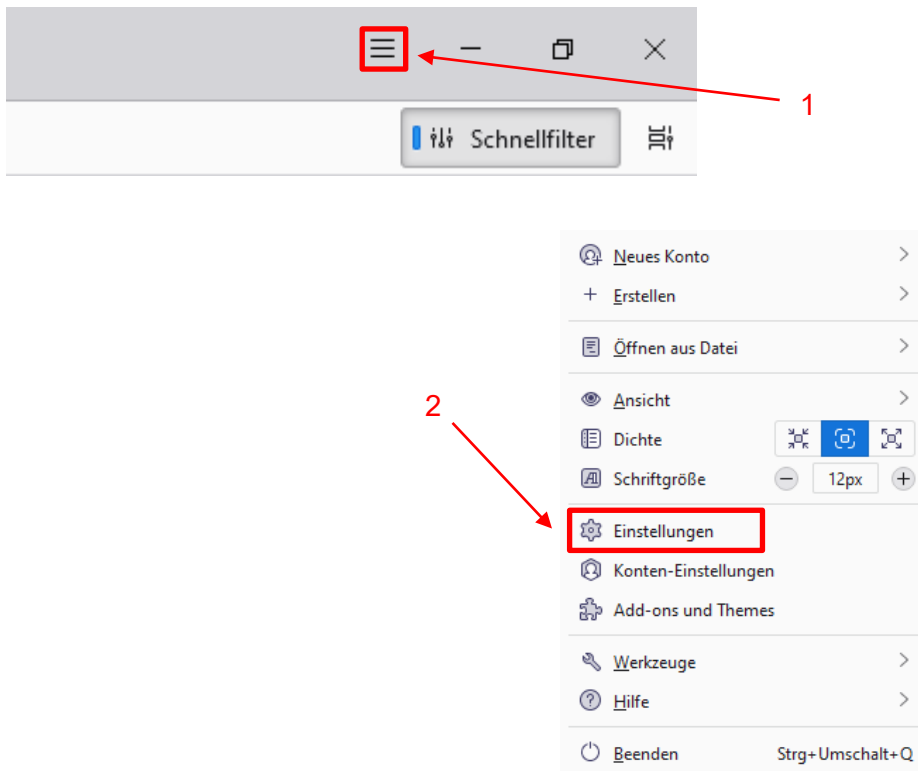 1
Schnellfilter
Neues Konto
Erstellen
Öffnen aus Datei
2
Ansicht
Dichte
Schriftgröße 12px
Einstellungen
Konten-Einstellungen
Add-ons und Themes
Werkzeuge
Hilfe
Beenden Strg+Umschalt+Q